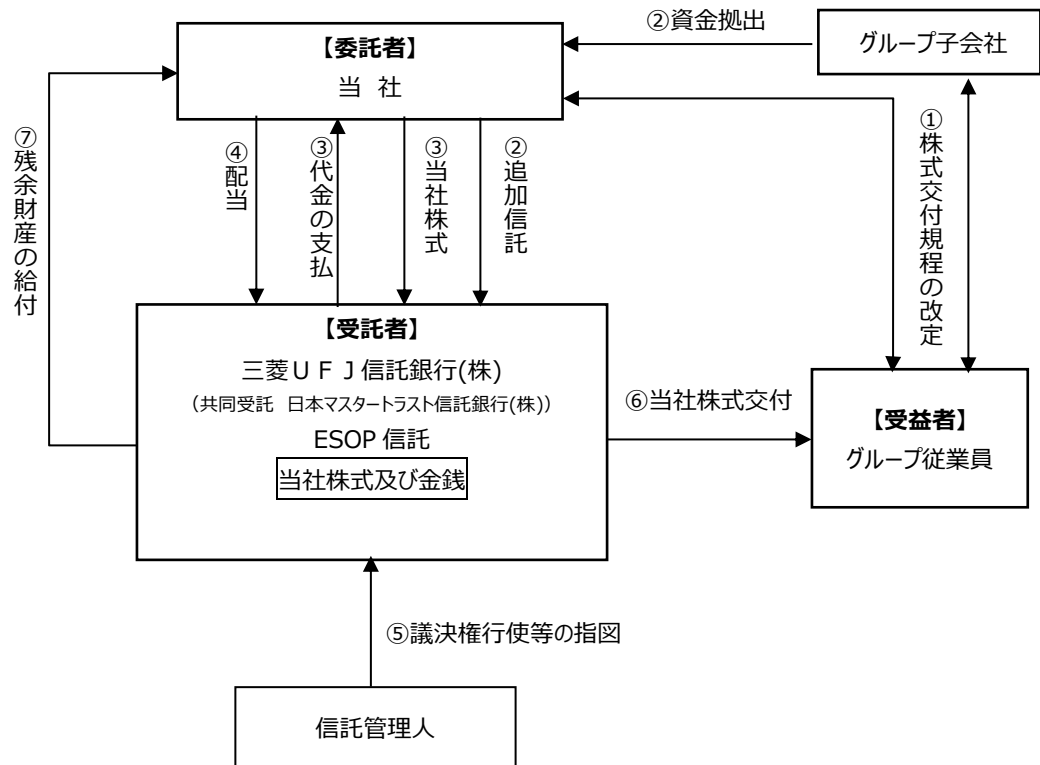 ②資金拠出
グループ子会社
【委託者】
当 社
⑦残余財産の給付
④配当
③代金の支払
③当社株式
②追加信託
①株式交付規程の改定
【受託者】
三菱UFJ信託銀行(株)
（共同受託 日本マスタートラスト信託銀行(株)）
ESOP 信託
当社株式及び金銭
⑥当社株式交付
【受益者】
グループ従業員
⑤議決権行使等の指図
信託管理人